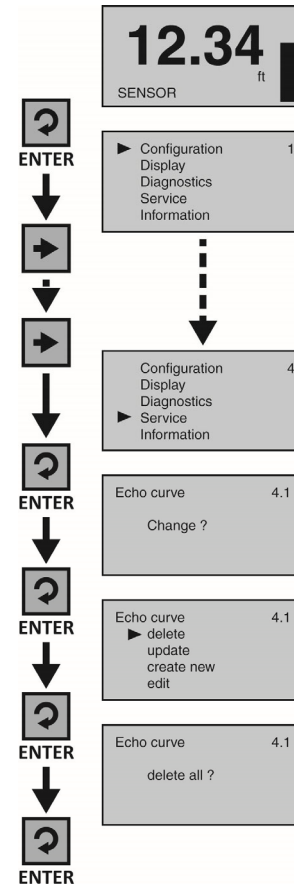 12.34
ft
SENSOR
ENTER
Configuration 1
Display
Diagnostics
Service
Information
Configuration 4
Display
Diagnostics
Service
Information
ENTER
Echo curve 4.1
Change ?
ENTER
Echo curve 4.1
delete
update
create new
edit
ENTER
Echo curve 4.1
delete all ?
ENTER